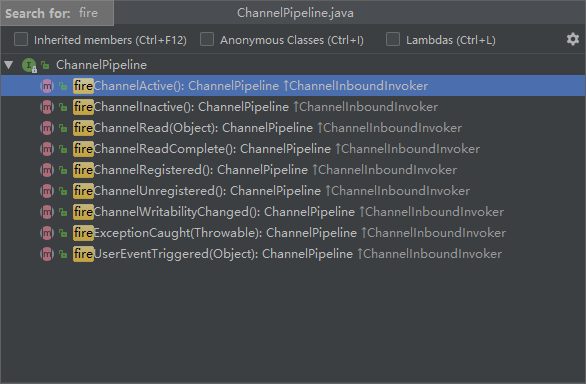 Search for: fire ChannelPipeline.java
Inherited members (Ctrl+F12) Anonymous Classes (Ctrl+I) Lambdas (Ctrl+L)
ChannelPipeline
fireChannelActive(): ChannelPipeline ↑ChannelInboundInvoker
fireChannelInactive(): ChannelPipeline ↑ChannelInboundInvoker
fireChannelRead(Object): ChannelPipeline ↑ChannelInboundInvoker
fireChannelReadComplete(): ChannelPipeline ↑ChannelInboundInvoker
fireChannelRegistered(): ChannelPipeline ↑ChannelInboundInvoker
fireChannelUnregistered(): ChannelPipeline ↑ChannelInboundInvoker
fireChannelWritabilityChanged(): ChannelPipeline ↑ChannelInboundInvoker
fireExceptionCaught(Throwable): ChannelPipeline ↑ChannelInboundInvoker
fireUserEventTriggered(Object): ChannelPipeline ↑ChannelInboundInvoker